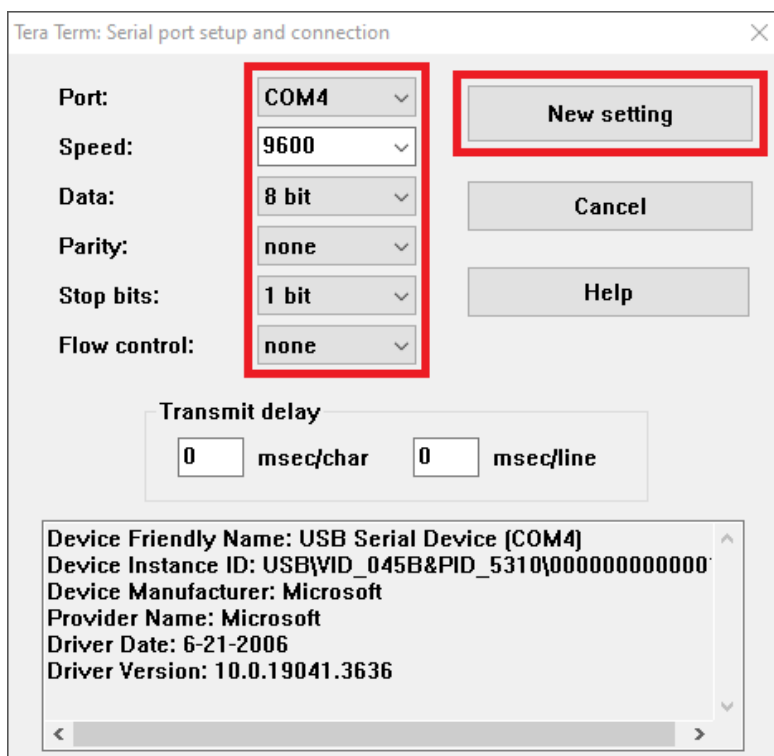 Tera Term: Serial port setup and connection
Port: COM4 New setting
Speed: 9600
Data: 8 bit Cancel
Parity: none
Stop bits: 1 bit Help
Flow control: none
Transmit delay
0 msec/char 0 msec/line
Device Friendly Name: USB Serial Device (COM4)
Device Instance ID: USB\VID_045B&PID_5310\000000000000
Device Manufacturer: Microsoft
Provider Name: Microsoft
Driver Date: 6-21-2006
Driver Version: 10.0.19041.3636